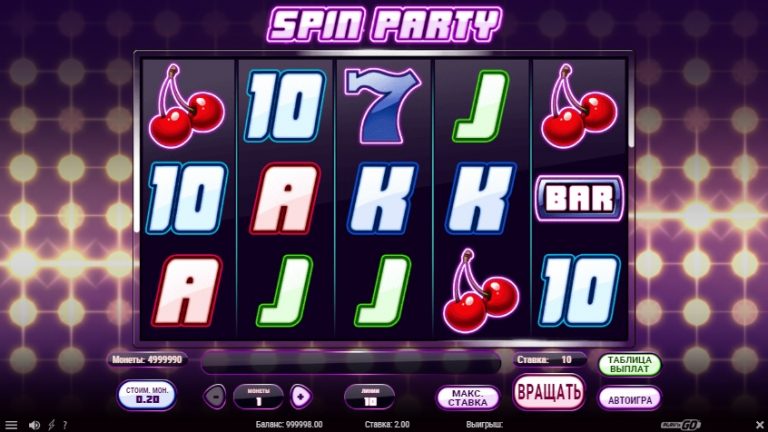 SPIN PARTY
10 7 J
10 A K K BAR
A J J 10
Монеты: 4999990
Ставка: 10
ТАБЛИЦА
ВЫПЛАТ
СТОИМ. МОН.
0.20
-
МОНЕТЫ
1
+
ЛИНИИ
10
МАКС.
СТАВКА
ВРАЩАТЬ
АВТОИГРА
? Баланс: 999998.00 Ставка: 2.00 Выигрыш: PLAY'N GO